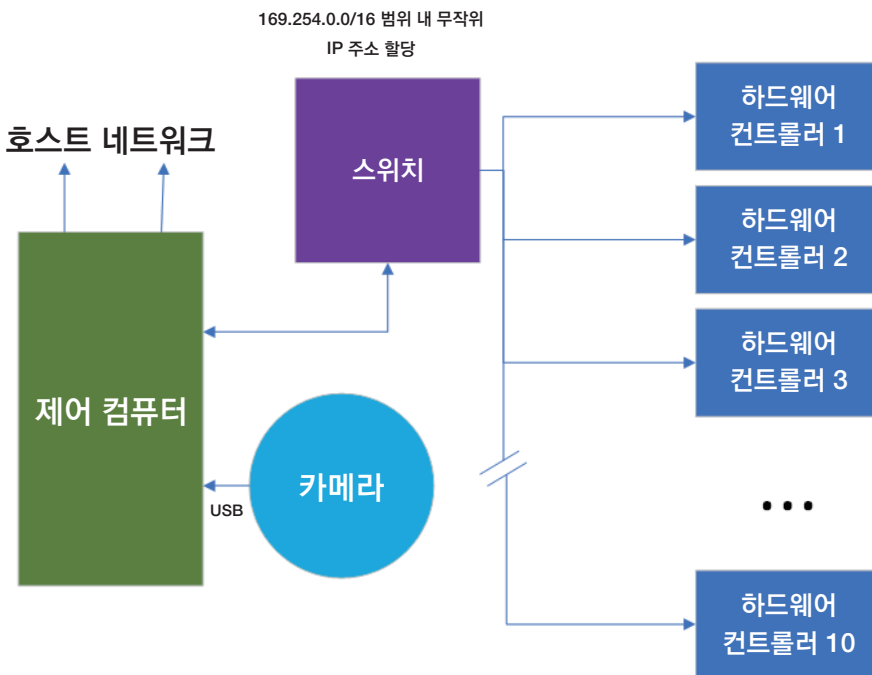 169.254.0.0/16 범위 내 무작위
IP 주소 할당
호스트 네트워크
스위치
하드웨어
컨트롤러 1
하드웨어
컨트롤러 2
하드웨어
컨트롤러 3
제어 컴퓨터
카메라
USB
...
하드웨어
컨트롤러 10